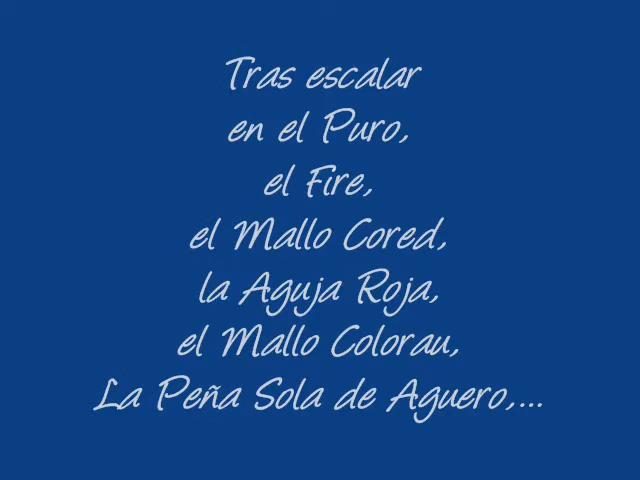 Tras escalar
en el Puro,
el Fire,
el Mallo Cored,
la Aguja Roja,
el Mallo Colorau,
La Peña Sola de Aguero,...